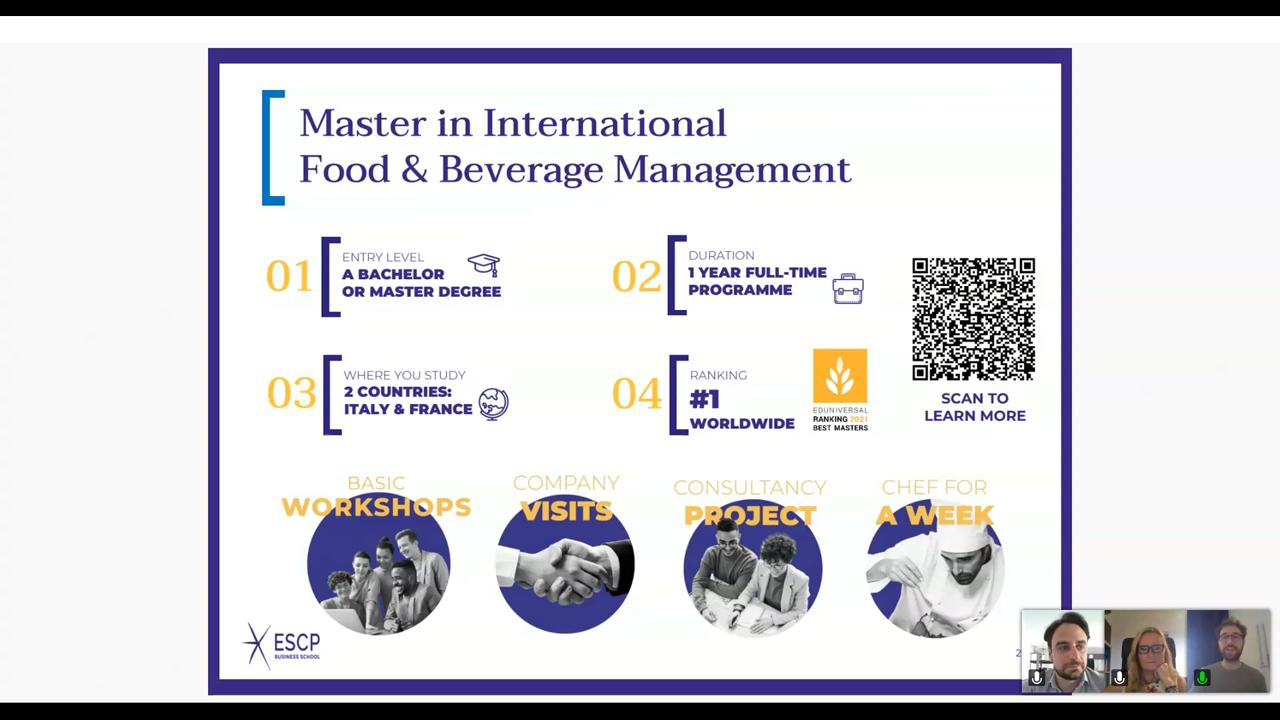 Master in International
Food & Beverage Management
01
ENTRY LEVEL
A BACHELOR
OR MASTER DEGREE
02
DURATION
1 YEAR FULL-TIME
PROGRAMME
03
WHERE YOU STUDY
2 COUNTRIES:
ITALY & FRANCE
04
RANKING
#1
WORLDWIDE
EDUNIVERSAL
RANKING 2021
BEST MASTERS
SCAN TO
LEARN MORE
BASIC
WORKSHOPS
COMPANY
VISITS
CONSULTANCY
PROJECT
CHEF FOR
A WEEK
ESCP
BUSINESS SCHOOL
2